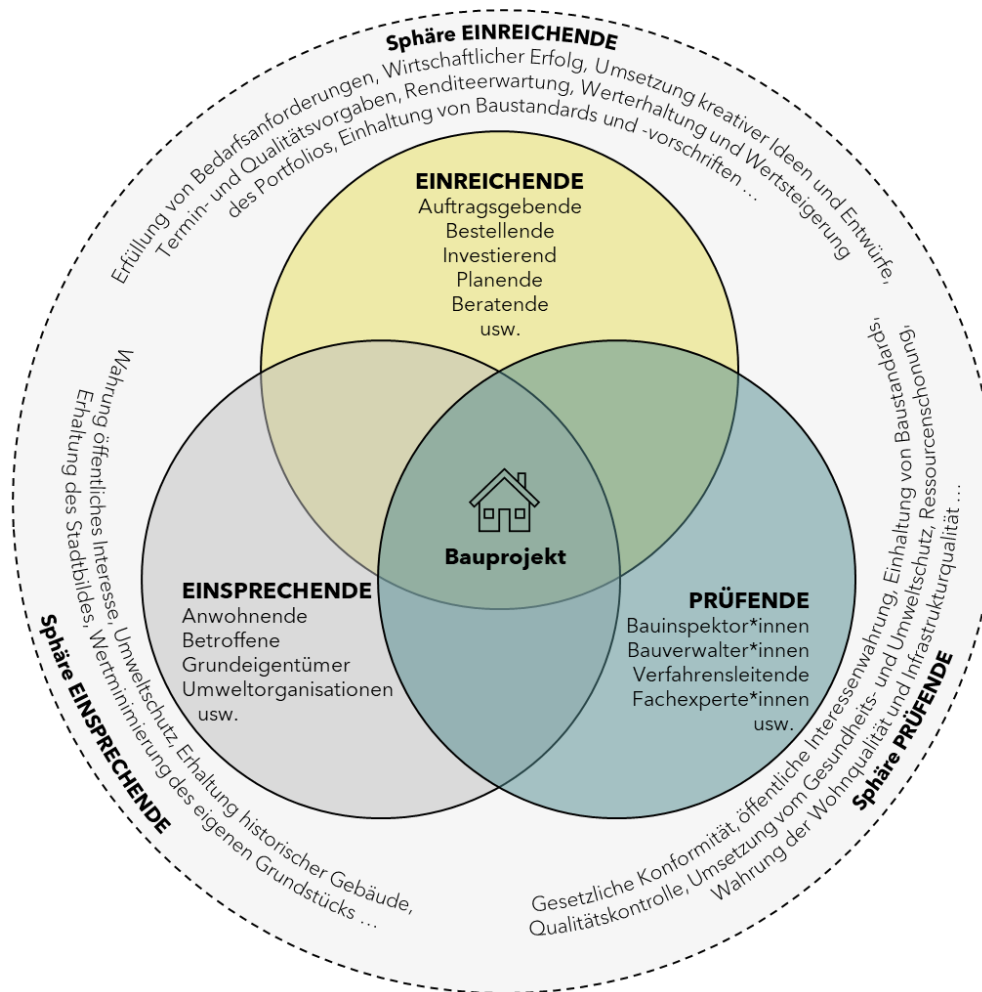 Sphäre EINREICHENDE
Erfüllung von Bedarfsanforderungen, Wirtschaftlicher Erfolg, Umsetzung kreativer Ideen und Entwürfe,
Termin- und Qualitätsvorgaben, Renditeerwartung, Werterhaltung und Wertsteigerung
des Portfolios, Einhaltung von Baustandards und -vorschriften ...
EINREICHENDE
Auftragsgebende
Bestellende
Investierend
Planende
Beratende
usw.
Bauprojekt
EINSPRECHENDE
Anwohnende
Betroffene
Grundeigentümer
Umweltorganisationen
usw.
PRÜFENDE
Bauinspektor*innen
Bauverwalter*innen
Verfahrensleitende
Fachexperte*innen
usw.
Wahrung öffentliches Interesse, Umweltschutz, Erhaltung historischer Gebäude,
Erhaltung des Stadtbildes, Wertminimierung des eigenen Grundstücks ...
Sphäre EINSPRECHENDE
Gesetzliche Konformität, öffentliche Interessenwahrung, Einhaltung von Baustandards,
Qualitätskontrolle, Umsetzung vom Gesundheits- und Umweltschutz, Ressourcenschonung,
Wahrung der Wohnqualität und Infrastrukturqualität ...
Sphäre PRÜFENDE